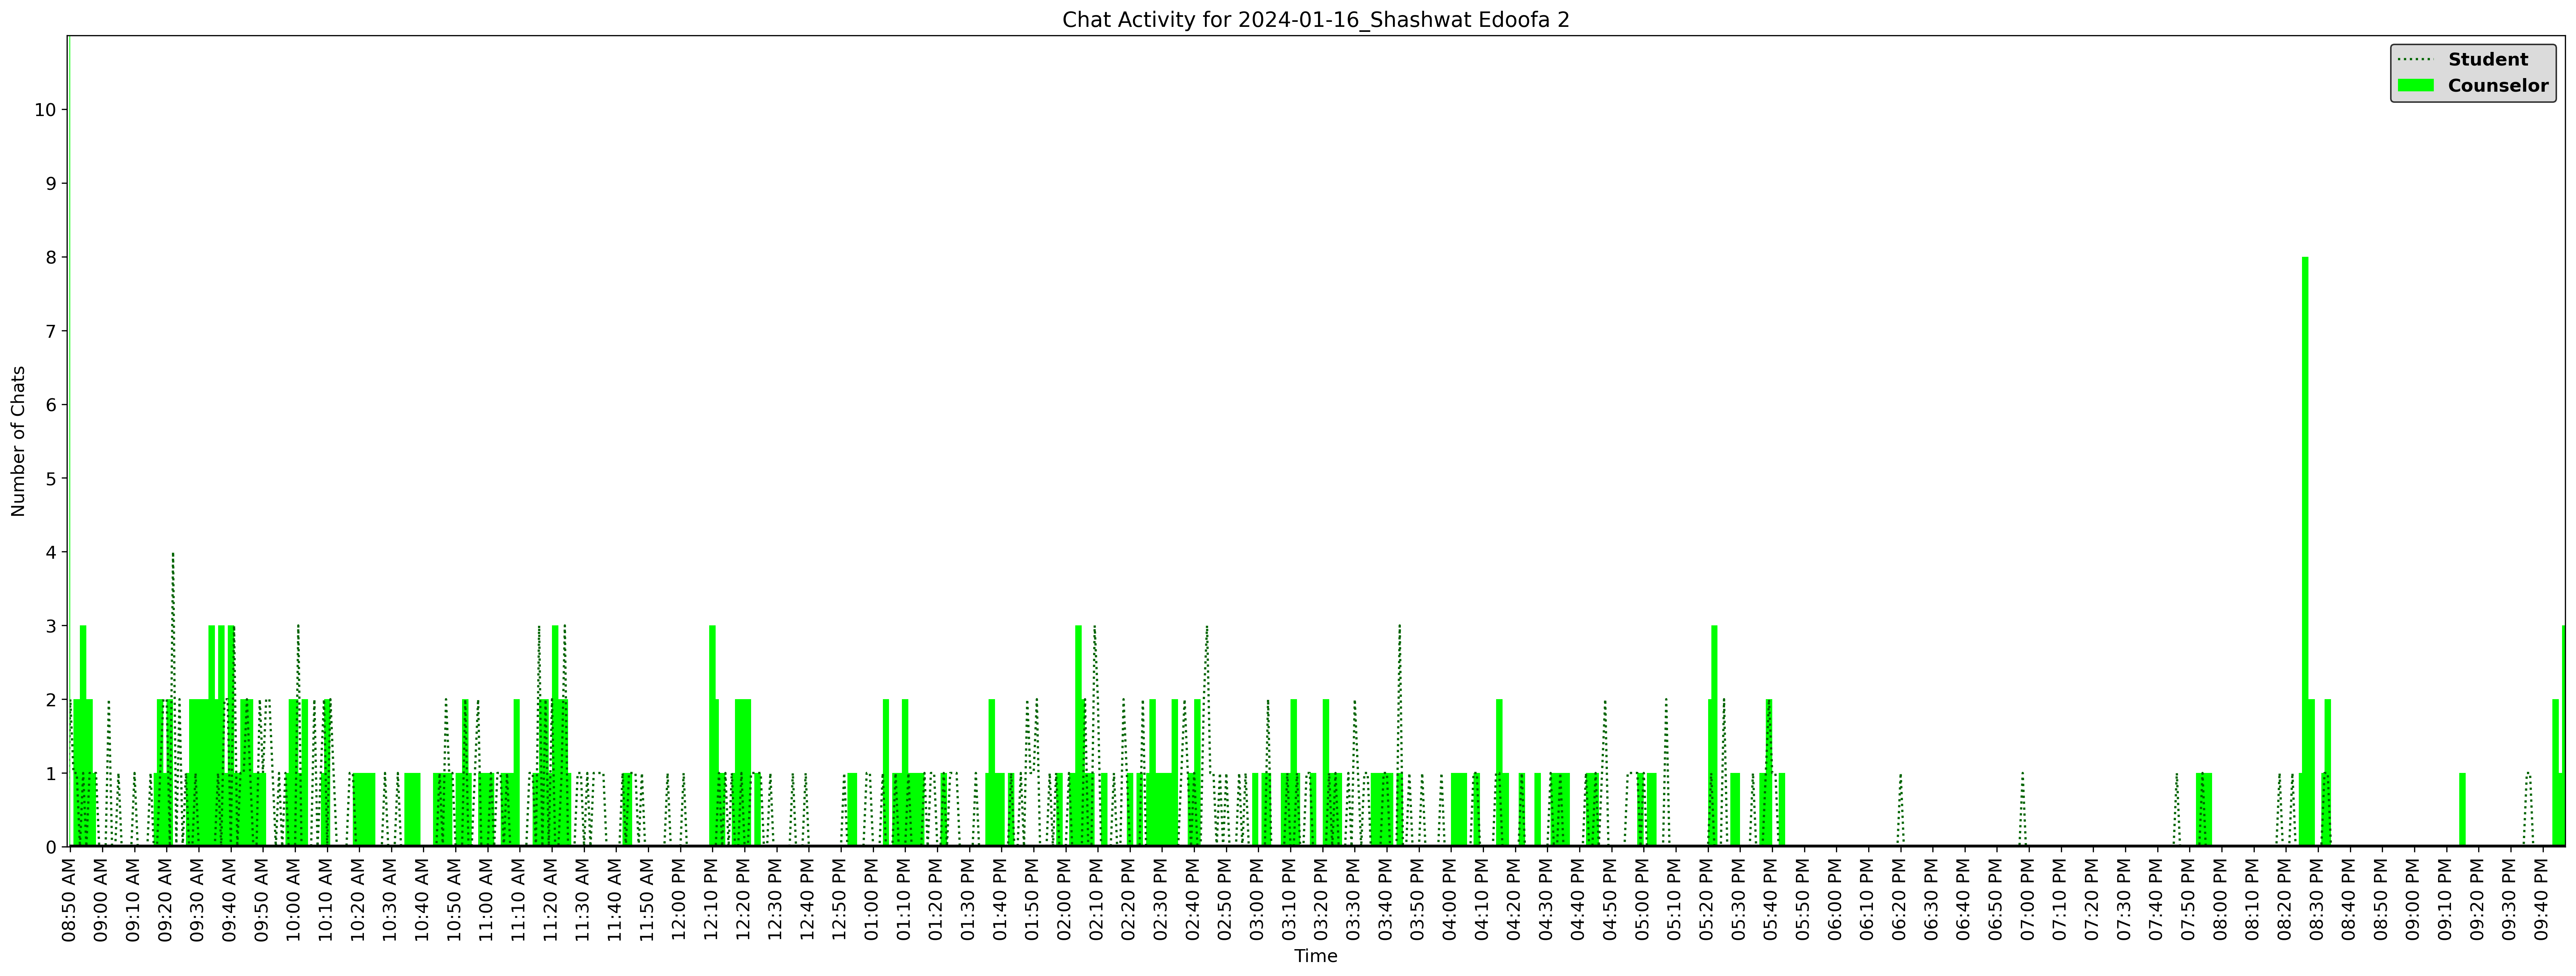 Chat Activity for 2024-01-16_Shashwat Edoofa 2
Student
Counselor
Number of Chats
10
9
8
7
6
5
4
3
2
1
0
08:50 AM
09:00 AM
09:10 AM
09:20 AM
09:30 AM
09:40 AM
09:50 AM
10:00 AM
10:10 AM
10:20 AM
10:30 AM
10:40 AM
10:50 AM
11:00 AM
11:10 AM
11:20 AM
11:30 AM
11:40 AM
11:50 AM
12:00 PM
12:10 PM
12:20 PM
12:30 PM
12:40 PM
12:50 PM
01:00 PM
01:10 PM
01:20 PM
01:30 PM
01:40 PM
01:50 PM
02:00 PM
02:10 PM
02:20 PM
02:30 PM
02:40 PM
02:50 PM
03:00 PM
03:10 PM
03:20 PM
03:30 PM
03:40 PM
03:50 PM
04:00 PM
04:10 PM
04:20 PM
04:30 PM
04:40 PM
04:50 PM
05:00 PM
05:10 PM
05:20 PM
05:30 PM
05:40 PM
05:50 PM
06:00 PM
06:10 PM
06:20 PM
06:30 PM
06:40 PM
06:50 PM
07:00 PM
07:10 PM
07:20 PM
07:30 PM
07:40 PM
07:50 PM
08:00 PM
08:10 PM
08:20 PM
08:30 PM
08:40 PM
08:50 PM
09:00 PM
09:10 PM
09:20 PM
09:30 PM
09:40 PM
Time